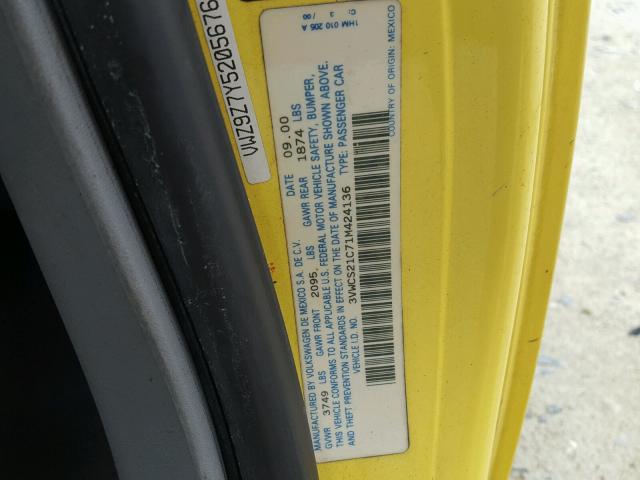 VWZ9Z7Y5205676
MANUFACTURED BY VOLKSWAGEN DE MEXICO S.A. DE C.V. DATE 09.00
GVWR 3749 LBS GAWR FRONT 2095, LBS GAWR REAR 1874 LBS
THIS VEHICLE CONFORMS TO ALL APPLICABLE U.S. FEDERAL MOTOR VEHICLE SAFETY, BUMPER,
AND THEFT PREVENTION STANDARDS IN EFFECT ON THE DATE OF MANUFACTURE SHOWN ABOVE.
VEHICLE I.D. NO. 3VWCS21C71M424136 TYPE: PASSENGER CAR
COUNTRY OF ORIGIN: MEXICO
1HM 010 205 A